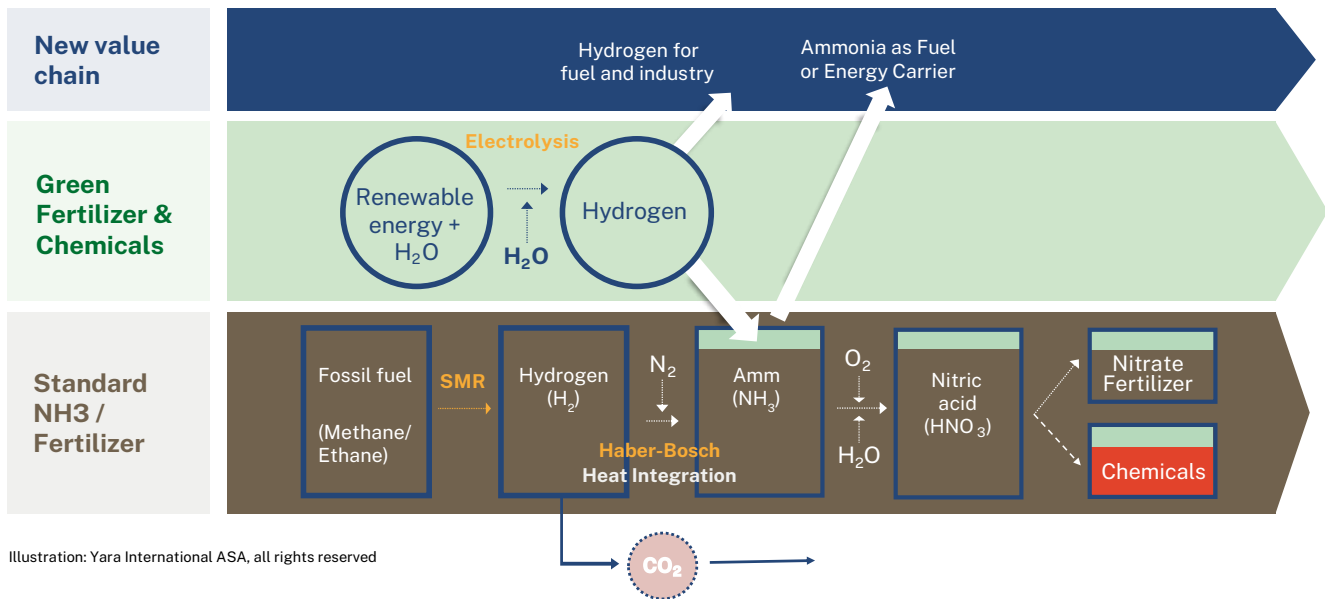 New value
chain
Hydrogen for
fuel and industry
Ammonia as Fuel
or Energy Carrier
Green
Fertilizer &
Chemicals
Electrolysis
Renewable
energy +
H₂O
H₂O
Hydrogen
Standard
NH3 /
Fertilizer
Fossil fuel
(Methane/
Ethane)
SMR
Hydrogen
(H₂)
N₂
Haber-Bosch
Heat Integration
Amm
(NH₃)
O₂
H₂O
Nitric
acid
(HNO₃)
Nitrate
Fertilizer
Chemicals
CO₂
Illustration: Yara International ASA, all rights reserved